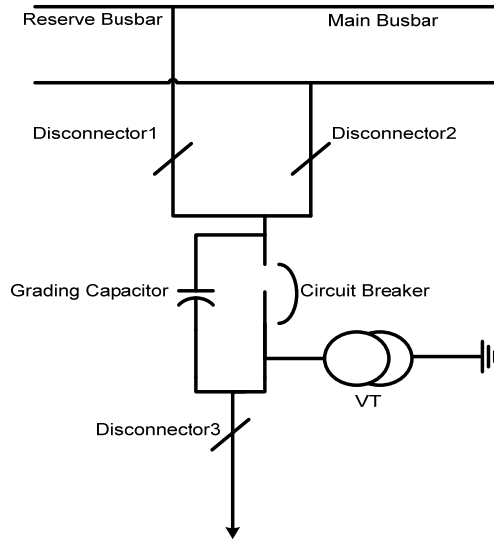 Reserve Busbar
Main Busbar
Disconnector1
Disconnector2
Grading Capacitor
Circuit Breaker
VT
Disconnector3